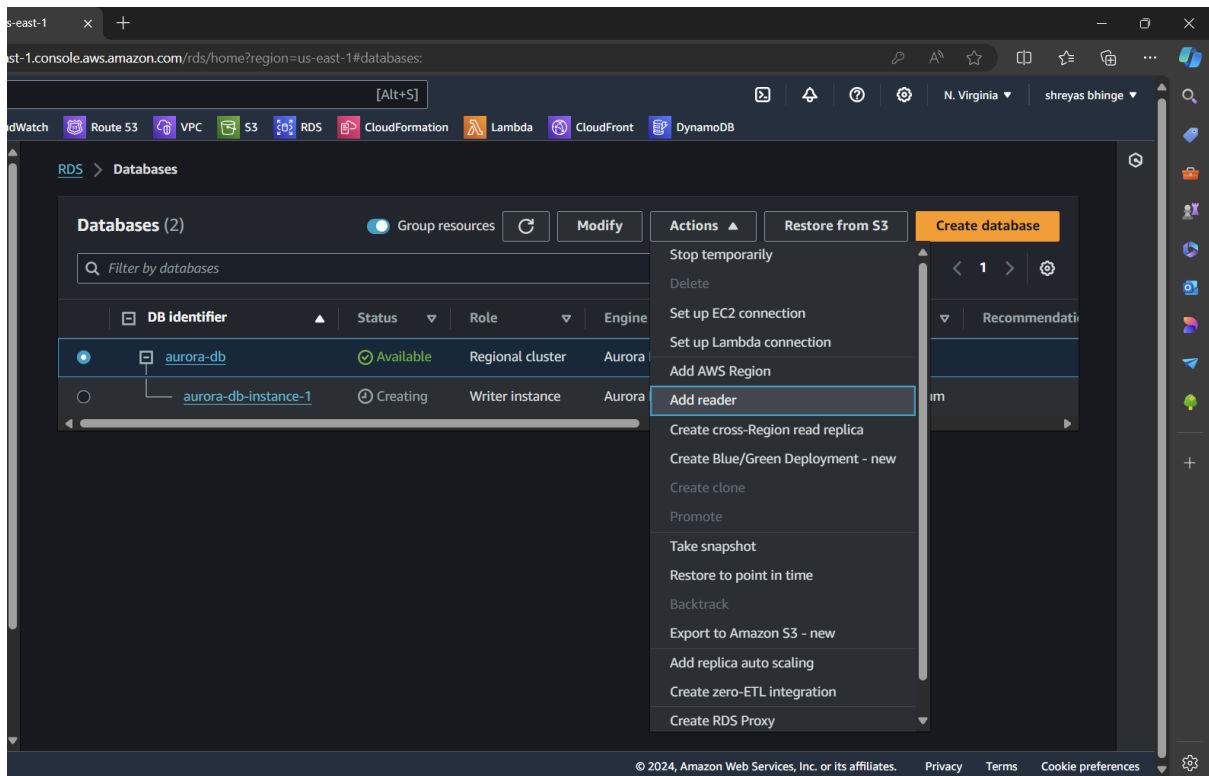 s-east-1
st-1.console.aws.amazon.com/rds/home?region=us-east-1#databases:
[Alt+S] N. Virginia ▼ shreyas bhinge ▼
udWatch Route 53 VPC S3 RDS CloudFormation Lambda CloudFront DynamoDB
RDS > Databases
Databases (2) Group resources Modify Actions ▲ Restore from S3 Create database
Filter by databases < 1 >
DB identifier ▲ Status Role Engine Recommendati
aurora-db Available Regional cluster Aurora
aurora-db-instance-1 Creating Writer instance Aurora um
Stop temporarily
Delete
Set up EC2 connection
Set up Lambda connection
Add AWS Region
Add reader
Create cross-Region read replica
Create Blue/Green Deployment - new
Create clone
Promote
Take snapshot
Restore to point in time
Backtrack
Export to Amazon S3 - new
Add replica auto scaling
Create zero-ETL integration
Create RDS Proxy
© 2024, Amazon Web Services, Inc. or its affiliates. Privacy Terms Cookie preferences